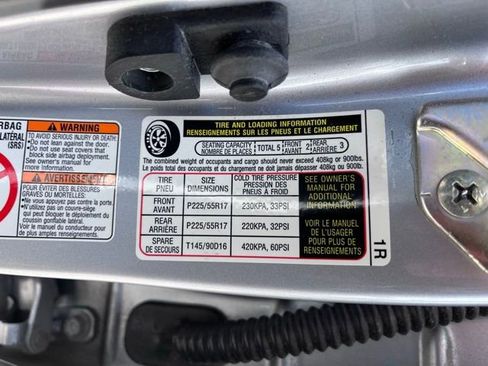 RBAG
LATÉRAL
(SRS)
WARNING
TO AVOID SERIOUS INJURY OR DEATH:
•Do not lean against the door.
•Do not use seat covers that
block side airbag deployment.
See owner's manual for
more information.
AVERTISSEMENT
POUR ÉVITER DES BLESSURES
GRAVES OU MORTELLES:
•Ne vous appuyez pas contre la porte.
•N'utilisez pas un couvre-siège
qui peut bloquer le déploiement du
coussin gonflable latéral.
Voir le manuel du conducteur de
plus amples renseignements.
TIRE AND LOADING INFORMATION
RENSEIGNEMENTS SUR LES PNEUS ET LE CHARGEMENT
SEATING CAPACITY
NOMBRE DE PLACES
TOTAL 5
FRONT
AVANT 2
REAR
ARRIÈRE 3
The combined weight of occupants and cargo should never exceed 408kg or 900lbs.
Le poids total des occupants et du chargement ne doit jamais dépasser 408kg ou 900lb.
TIRE
PNEU
SIZE
DIMENSIONS
COLD TIRE PRESSURE
PRESSION DES
PNEUS À FROID
SEE OWNER'S
MANUAL FOR
ADDITIONAL
INFORMATION
FRONT
AVANT
P225/55R17
230KPA, 33PSI
REAR
ARRIÈRE
P225/55R17
220KPA, 32PSI
VOIR LE MANUEL
DE L'USAGER
POUR PLUS DE
RENSEIGNEMENTS
SPARE
DE SECOURS
T145/90D16
420KPA, 60PSI
1R